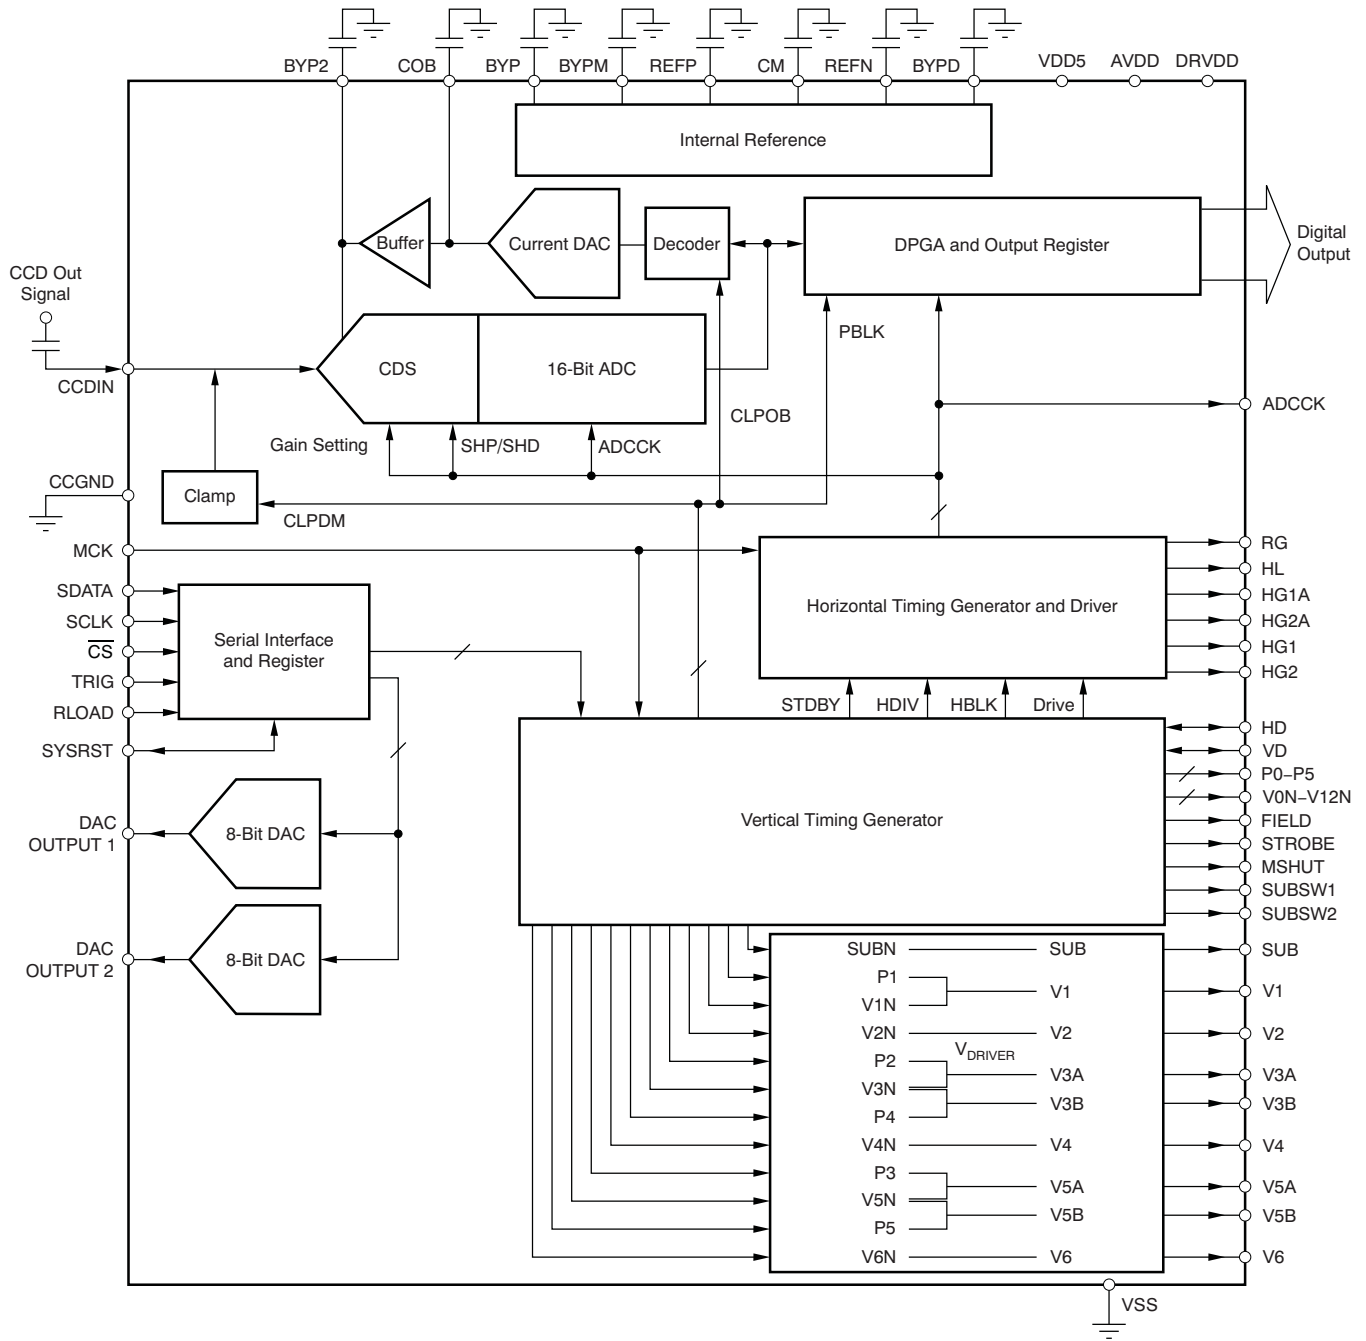 BYP2 COB BYP BYPM REFP CM REFN BYPD VDD5 AVDD DRVDD
Internal Reference
Buffer
Current DAC
Decoder
DPGA and Output Register
Digital
Output
CCD Out
Signal
CCDIN
CDS
16-Bit ADC
PBLK
CLPOB
ADCCK
Gain Setting
SHP/SHD
ADCCK
CCGND
Clamp
CLPDM
MCK
SDATA
SCLK
CS
TRIG
RLOAD
SYSRST
Serial Interface
and Register
Horizontal Timing Generator and Driver
RG
HL
HG1A
HG2A
HG1
HG2
STDBY HDIV HBLK Drive
Vertical Timing Generator
HD
VD
P0–P5
V0N–V12N
FIELD
STROBE
MSHUT
SUBSW1
SUBSW2
DAC
OUTPUT 1
8-Bit DAC
DAC
OUTPUT 2
8-Bit DAC
SUBN SUB SUB
P1
V1 V1
V1N
V2N V2 V2
P2
VDRIVER
V3A V3A
V3N
V3B V3B
P4
V4N V4 V4
P3
V5A V5A
V5N
V5B V5B
P5
V6N V6 V6
VSS